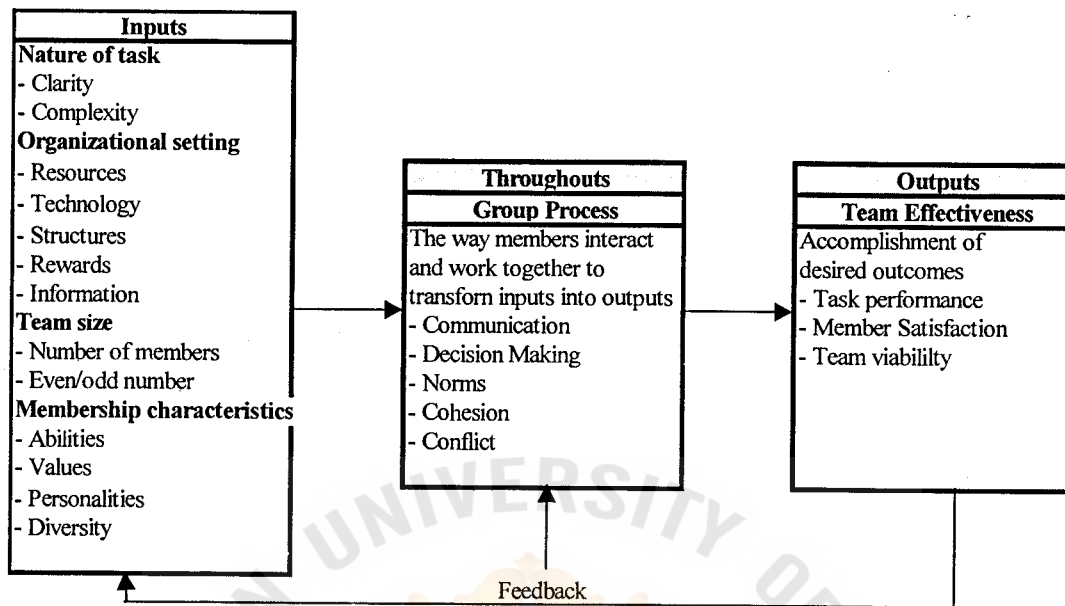 Inputs
Nature of task
- Clarity
- Complexity
Organizational setting
- Resources
- Technology
- Structures
- Rewards
- Information
Team size
- Number of members
- Even/odd number
Membership characteristics
- Abilities
- Values
- Personalities
- Diversity
Throughouts
Group Process
The way members interact
and work together to
transforn inputs into outputs
- Communication
- Decision Making
- Norms
- Cohesion
- Conflict
Outputs
Team Effectiveness
Accomplishment of
desired outcomes
- Task performance
- Member Satisfaction
- Team viabililty
Feedback
UNIVERSITY